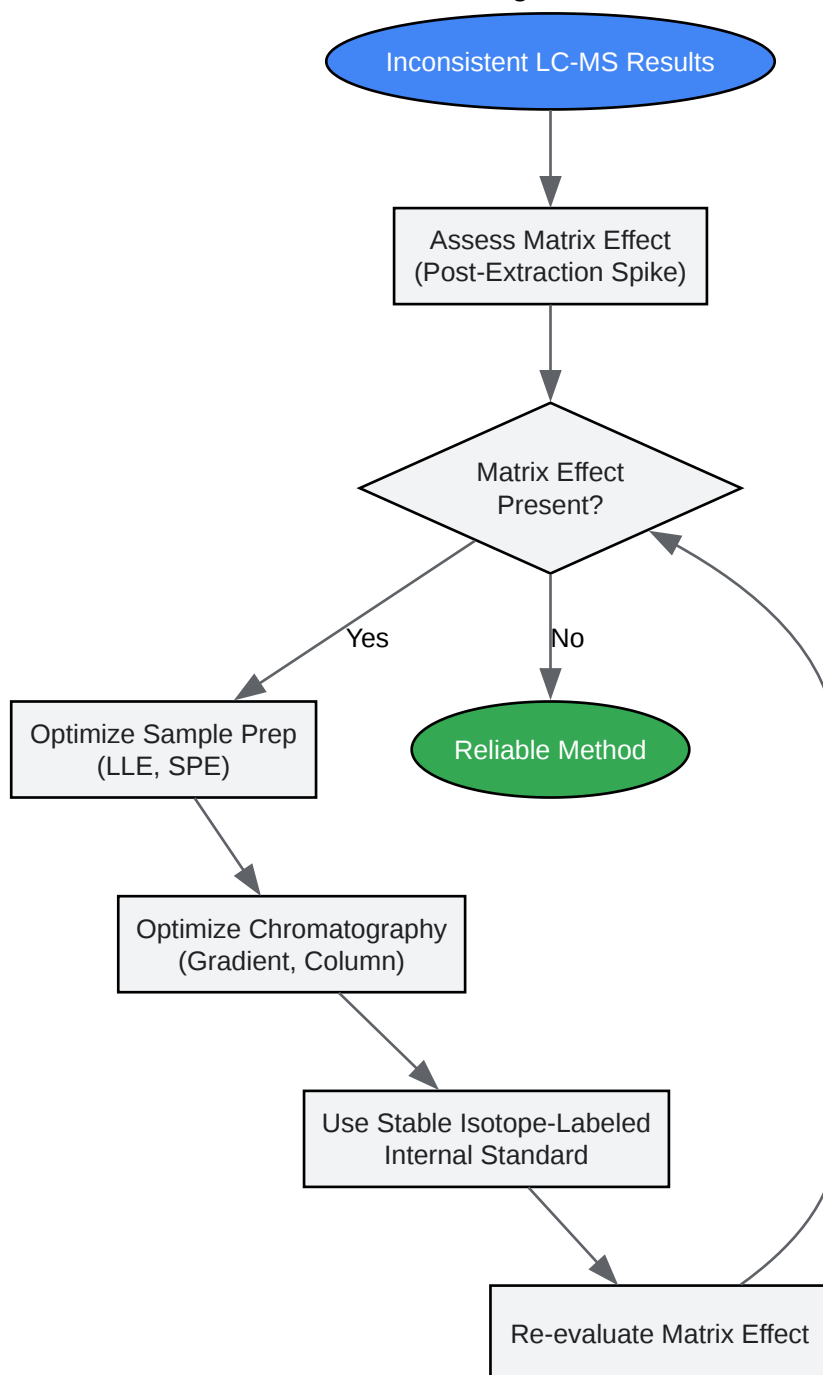 Inconsistent LC-MS Results
Assess Matrix Effect
(Post-Extraction Spike)
Matrix Effect
Present?
Yes
No
Optimize Sample Prep
(LLE, SPE)
Reliable Method
Optimize Chromatography
(Gradient, Column)
Use Stable Isotope-Labeled
Internal Standard
Re-evaluate Matrix Effect